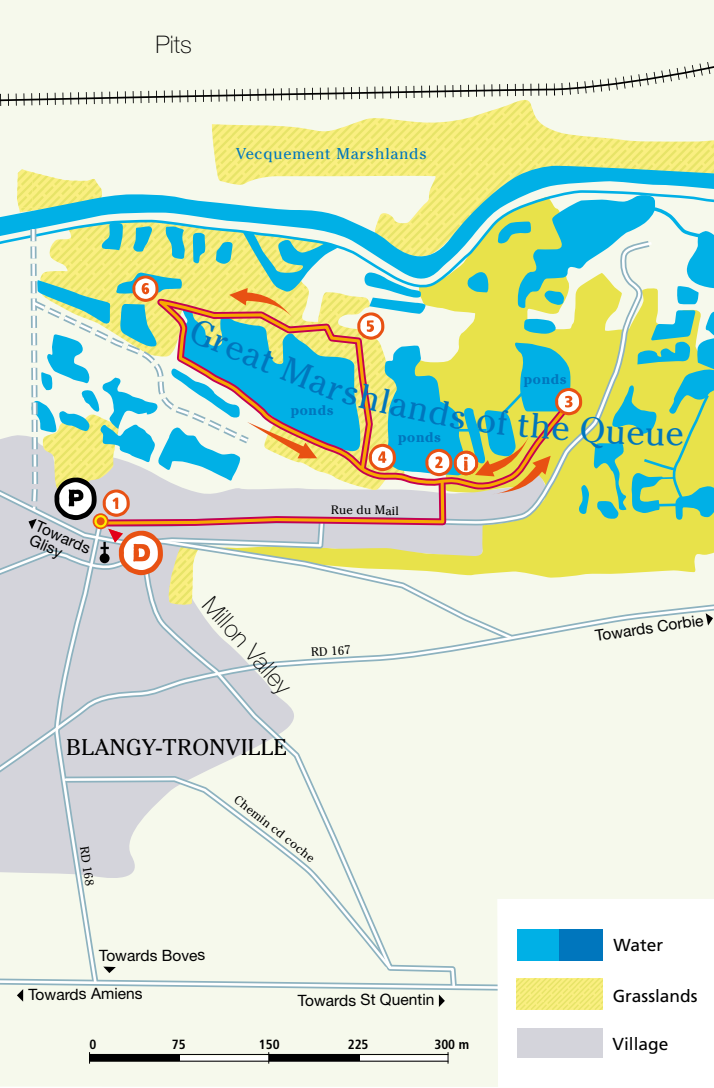 Pits
Vecquement Marshlands
6
5
Great Marshlands of the Queue
ponds
ponds
ponds
3
4
2
i
P
1
Rue du Mail
Towards
Glisy
D
Millon Valley
Towards Corbie
RD 167
BLANGY-TRONVILLE
Chemin cd coche
RD 168
Towards Boves
Towards Amiens
Towards St Quentin
Water
Grasslands
Village
0 75 150 225 300 m